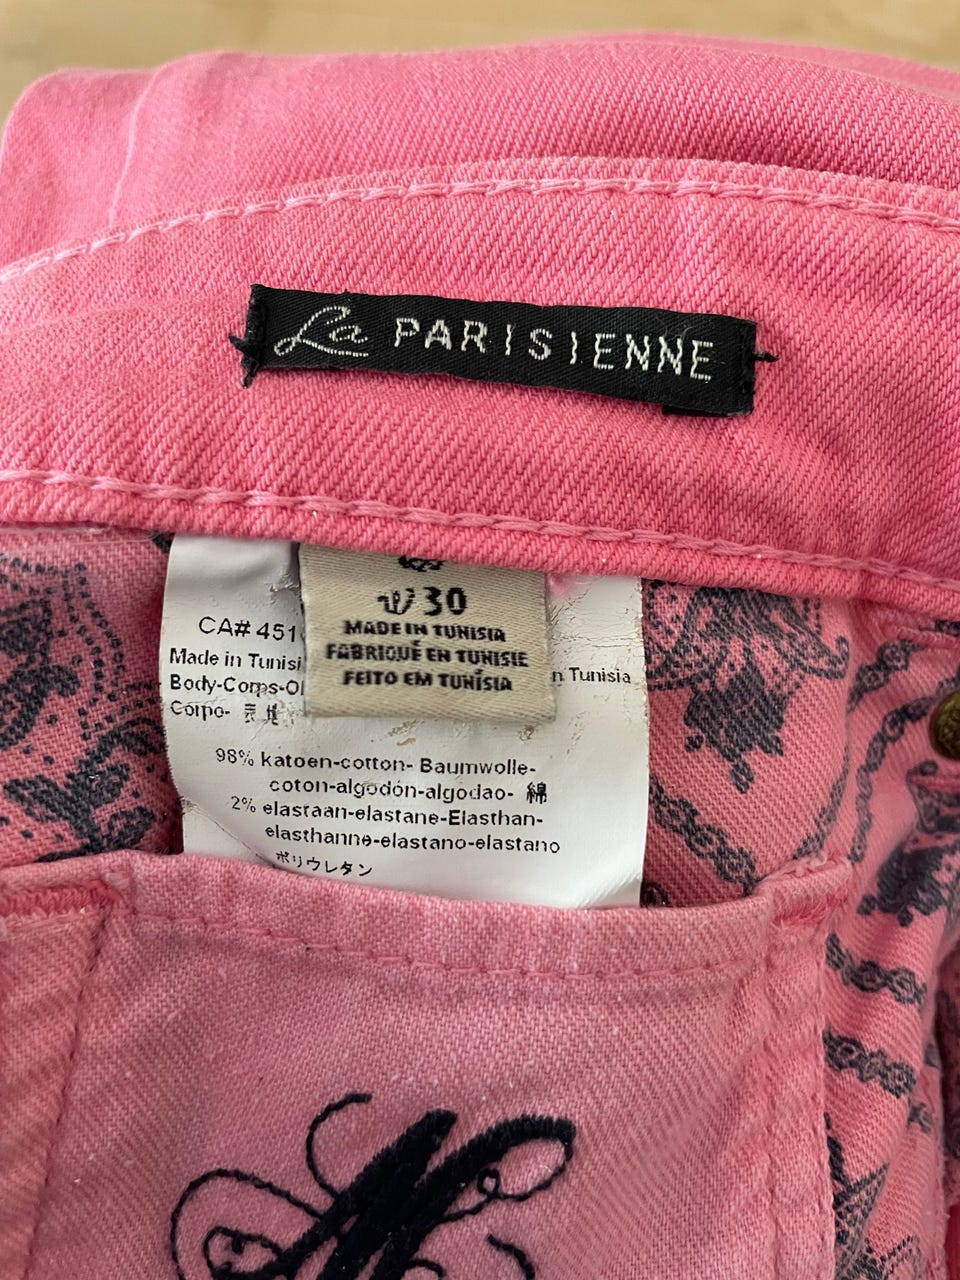 La PARISIENNE
W 30
MADE IN TUNISIA
FABRIQUÉ EN TUNISIE
FEITO EM TUNÍSIA
CA# 451
Made in Tunisi
n Tunisia
Body-Corps-
Corpo- 表地
98% katoen-cotton- Baumwolle-
coton-algodón-algodao- 綿
2% elastaan-elastane-Elasthan-
elasthanne-elastano-elastano
ポリウレタン